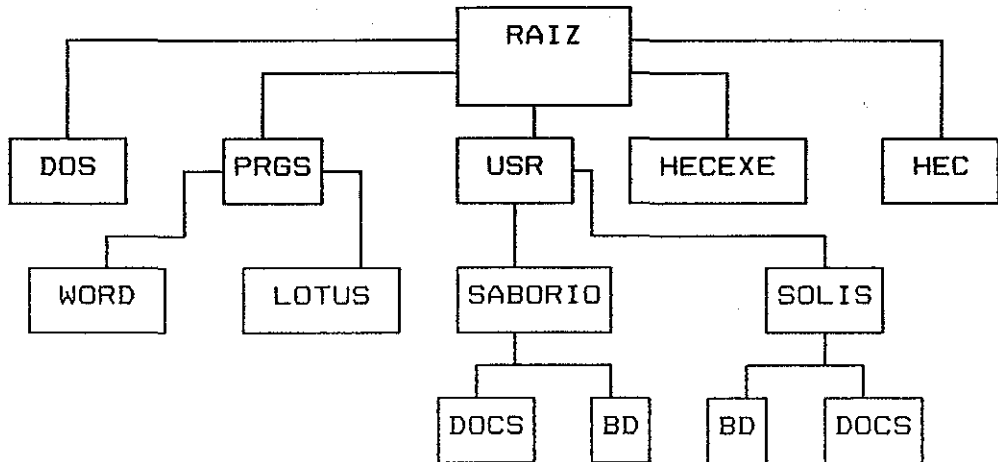 RAIZ
DOS
PRGS
USR
HECEXE
HEC
WORD
LOTUS
SABORIO
SOLIS
DOCS
BD
BD
DOCS